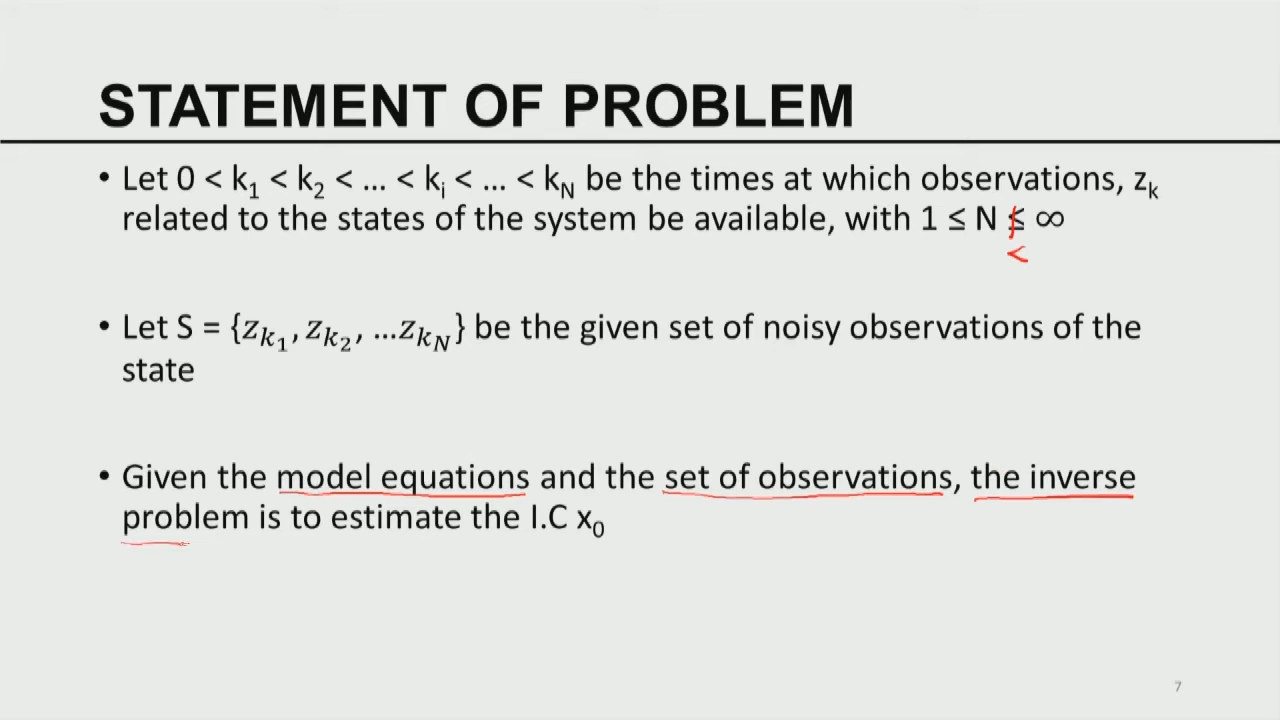 STATEMENT OF PROBLEM
• Let 0 < k₁ < k₂ < ... < kᵢ < ... < k_N be the times at which observations, z_k
related to the states of the system be available, with 1 ≤ N ≤ ∞
<
• Let S = {z_{k₁}, z_{k₂}, ...z_{k_N}} be the given set of noisy observations of the
state
• Given the model equations and the set of observations, the inverse
problem is to estimate the I.C x₀
7